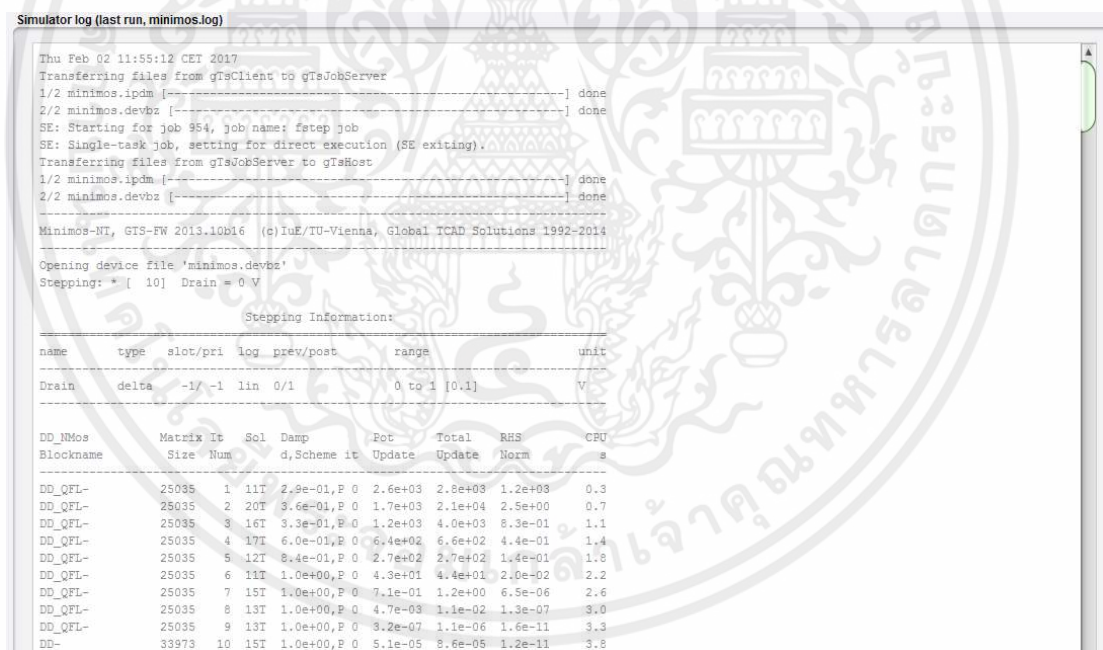 Simulator log (last run, minimos.log)
Thu Feb 02 11:55:12 CET 2017
Transferring files from gTsClient to gTsJobServer
1/2 minimos.ipdm [----------------------------------------------------------] done
2/2 minimos.devbz [---------------------------------------------------------] done
SE: Starting for job 954, job name: fstep job
SE: Single-task job, setting for direct execution (SE exiting).
Transferring files from gTsJobServer to gTsHost
1/2 minimos.ipdm [----------------------------------------------------------] done
2/2 minimos.devbz [---------------------------------------------------------] done
Minimos-NT, GTS-FW 2013.10b16 (c)IuE/TU-Vienna, Global TCAD Solutions 1992-2014
Opening device file 'minimos.devbz'
Stepping: * [ 10] Drain = 0 V
Stepping Information:
name type slot/pri log prev/post range unit
Drain delta -1/ -1 lin 0/1 0 to 1 [0.1] V
DD_NMos Matrix It Sol Damp Pot Total RHS CPU
Blockname Size Num d,Scheme it Update Update Norm s
DD_QFL- 25035 1 11T 2.9e-01,P 0 2.6e+03 2.8e+03 1.2e+03 0.3
DD_QFL- 25035 2 20T 3.6e-01,P 0 1.7e+03 2.1e+04 2.5e+00 0.7
DD_QFL- 25035 3 16T 3.3e-01,P 0 1.2e+03 4.0e+03 8.3e-01 1.1
DD_QFL- 25035 4 17T 6.0e-01,P 0 6.4e+02 6.6e+02 4.4e-01 1.4
DD_QFL- 25035 5 12T 8.4e-01,P 0 2.7e+02 2.7e+02 1.4e-01 1.8
DD_QFL- 25035 6 11T 1.0e+00,P 0 4.3e+01 4.4e+01 2.0e-02 2.2
DD_QFL- 25035 7 15T 1.0e+00,P 0 7.1e-01 1.2e+00 6.5e-06 2.6
DD_QFL- 25035 8 13T 1.0e+00,P 0 4.7e-03 1.1e-02 1.3e-07 3.0
DD_QFL- 25035 9 13T 1.0e+00,P 0 3.2e-07 1.1e-06 1.6e-11 3.3
DD- 33973 10 15T 1.0e+00,P 0 5.1e-05 8.6e-05 1.2e-11 3.8